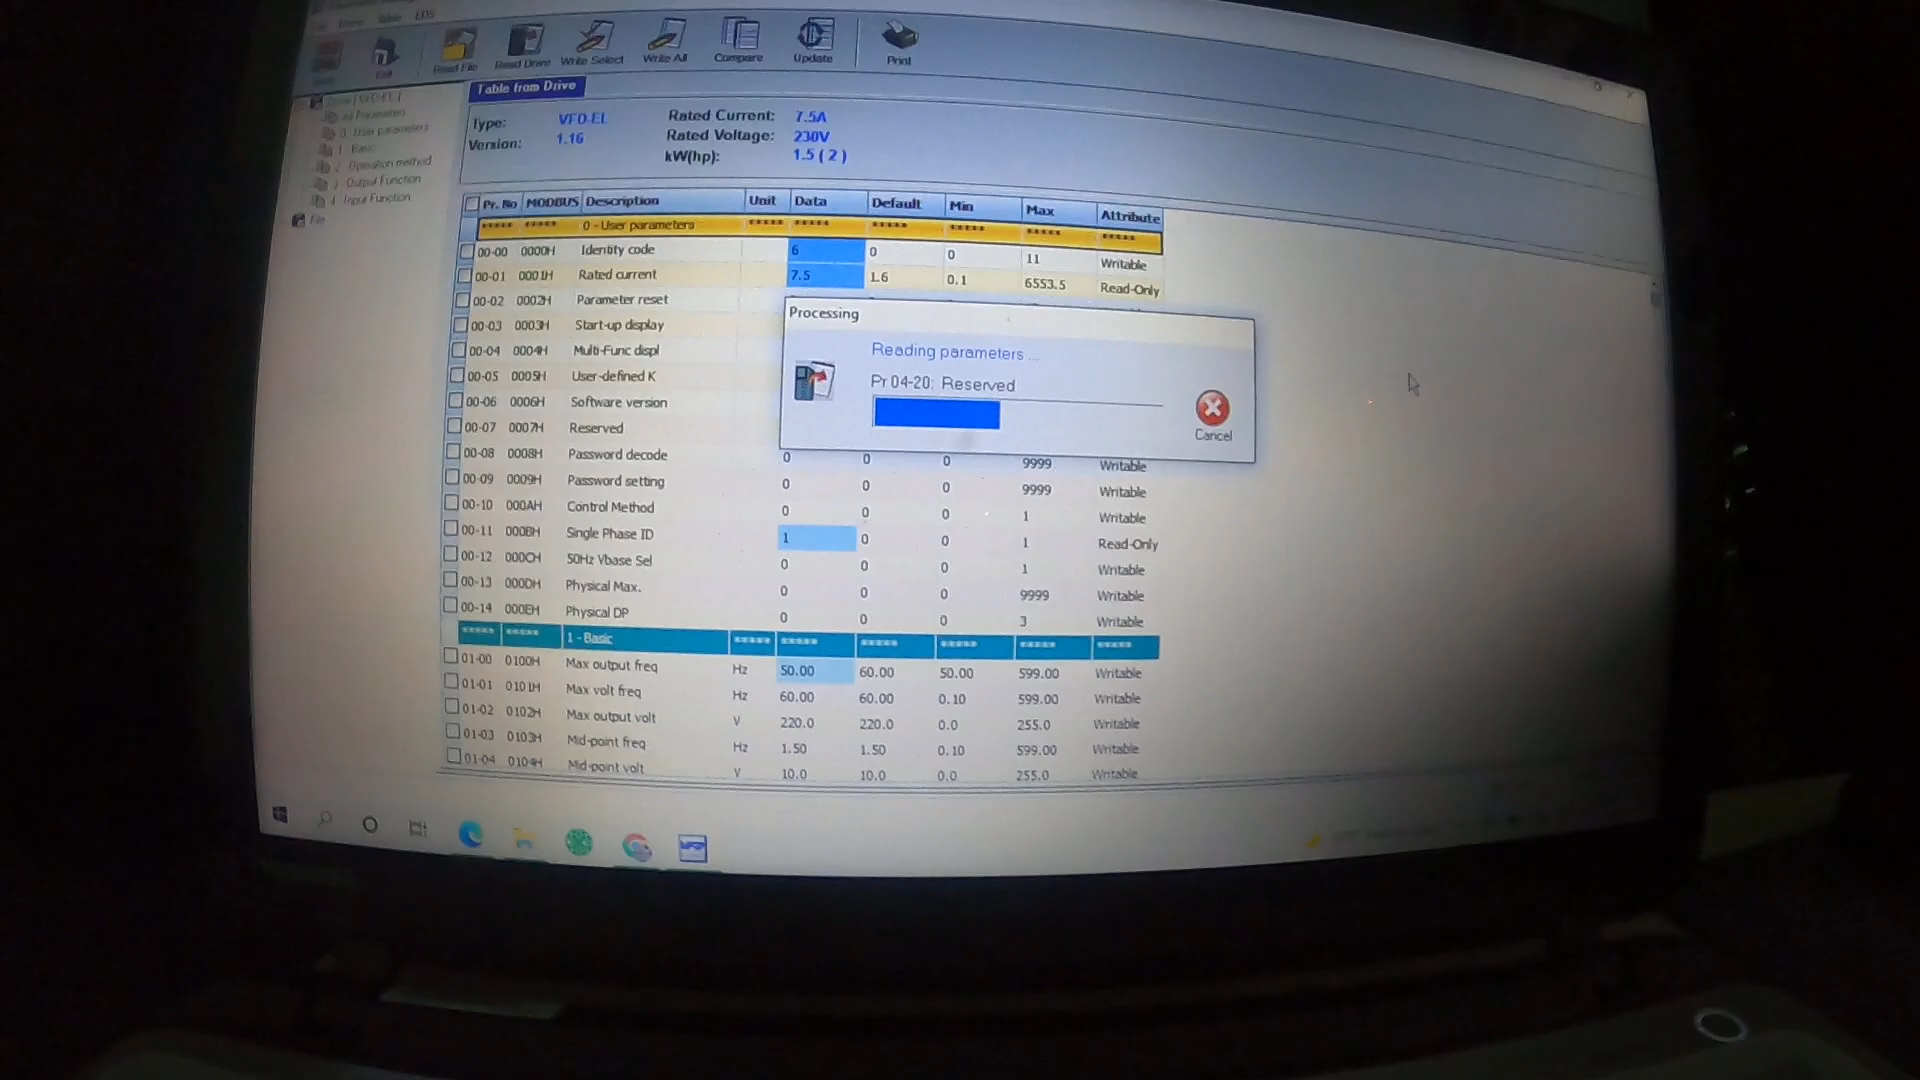 Table EDS
Exit Read File Read Drive Write Select Write All Compare Update Print
Table from Drive
Type: VFD-EL Rated Current: 7.5A
Version: 1.16 Rated Voltage: 230V
kW(hp): 1.5 ( 2 )
Drive [ VFD-EL ]
All Parameters
0 User parameters
1 Basic
2 Operation method
3 Output Function
4 Input Function
File
Pr. No MODBUS Description Unit Data Default Min Max Attribute
***** ***** 0 - User parameters ***** ***** ***** ***** ***** *****
00-00 0000H Identity code 6 0 0 11 Writable
00-01 0001H Rated current 7.5 1.6 0.1 6553.5 Read-Only
00-02 0002H Parameter reset
00-03 0003H Start-up display
00-04 0004H Multi-Func displ
00-05 0005H User-defined K
00-06 0006H Software version
00-07 0007H Reserved
00-08 0008H Password decode 0 0 0 9999 Writable
00-09 0009H Password setting 0 0 0 9999 Writable
00-10 000AH Control Method 0 0 0 1 Writable
00-11 000BH Single Phase ID 1 0 0 1 Read-Only
00-12 000CH 50Hz Vbase Sel 0 0 0 1 Writable
00-13 000DH Physical Max. 0 0 0 9999 Writable
00-14 000EH Physical DP 0 0 0 3 Writable
***** ***** 1 - Basic ***** ***** ***** ***** ***** *****
01-00 0100H Max output freq Hz 50.00 60.00 50.00 599.00 Writable
01-01 0101H Max volt freq Hz 60.00 60.00 0.10 599.00 Writable
01-02 0102H Max output volt V 220.0 220.0 0.0 255.0 Writable
01-03 0103H Mid-point freq Hz 1.50 1.50 0.10 599.00 Writable
01-04 0104H Mid-point volt V 10.0 10.0 0.0 255.0 Writable
Processing
Reading parameters ...
Pr 04-20: Reserved
Cancel